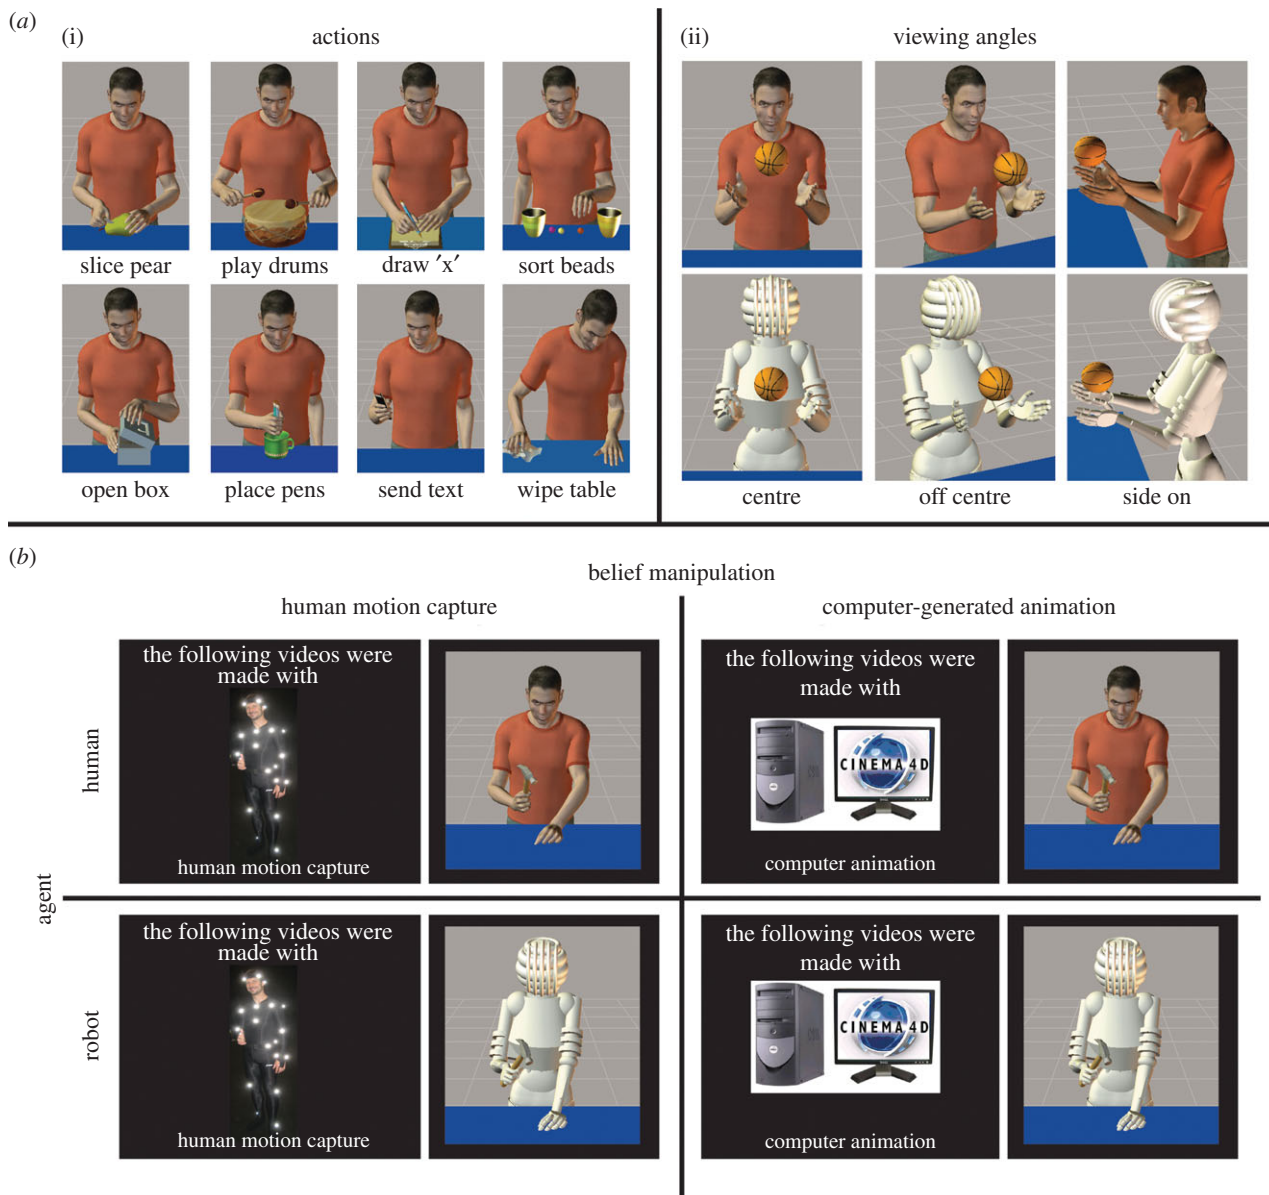 (a)
(i)
actions
slice pear
play drums
draw ′x′
sort beads
open box
place pens
send text
wipe table
(ii)
viewing angles
centre
off centre
side on
(b)
belief manipulation
human motion capture
computer-generated animation
agent
human
the following videos were
made with
human motion capture
the following videos were
made with
CINEMA 4D
computer animation
robot
the following videos were
made with
human motion capture
the following videos were
made with
CINEMA 4D
computer animation